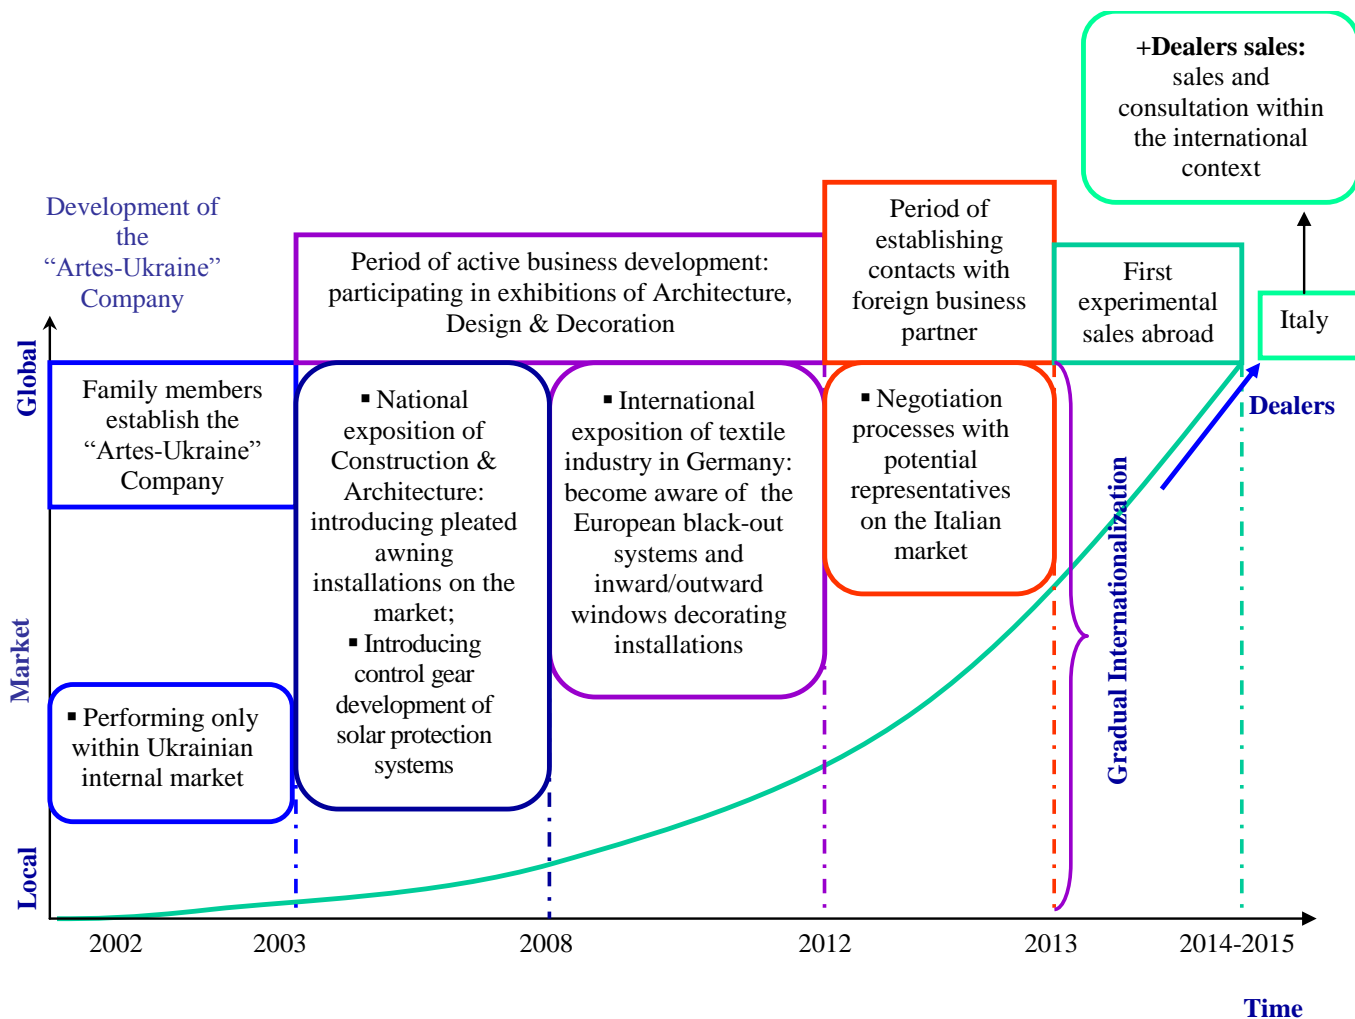 +Dealers sales:
sales and
consultation within
the international
context
Development of
the
“Artes-Ukraine”
Company
Period of active business development:
participating in exhibitions of Architecture,
Design & Decoration
Period of
establishing
contacts with
foreign business
partner
First
experimental
sales abroad
Italy
Dealers
Global
Market
Local
Family members
establish the
“Artes-Ukraine”
Company
▪ Performing only
within Ukrainian
internal market
▪ National
exposition of
Construction &
Architecture:
introducing pleated
awning
installations on the
market;
▪ Introducing
control gear
development of
solar protection
systems
▪ International
exposition of textile
industry in Germany:
become aware of the
European black-out
systems and
inward/outward
windows decorating
installations
▪ Negotiation
processes with
potential
representatives
on the Italian
market
Gradual Internationalization
2002
2003
2008
2012
2013
2014-2015
Time